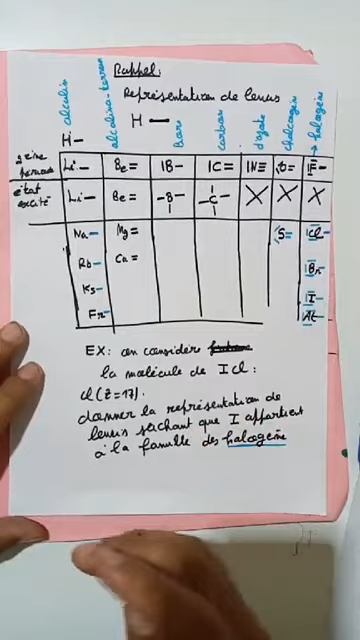 Rappel:
Représentation de lewis
H —
alcalin
alcalino-terreux
Bore
carbone
d'azote
chalcogène
→ halogène
H—
2ème période
Li — Be = IB — IC = IN≡ O= F—
état excité
Li — Be = —B— —C— X X X
Na — Mg = S= Cl—
Rb — Ca = Br—
Ks — I—
Fr — At—
EX: on considère
la molécule de ICl:
Cl (Z=17).
donner la représentation de
lewis sachant que I appartient
à la famille des halogène